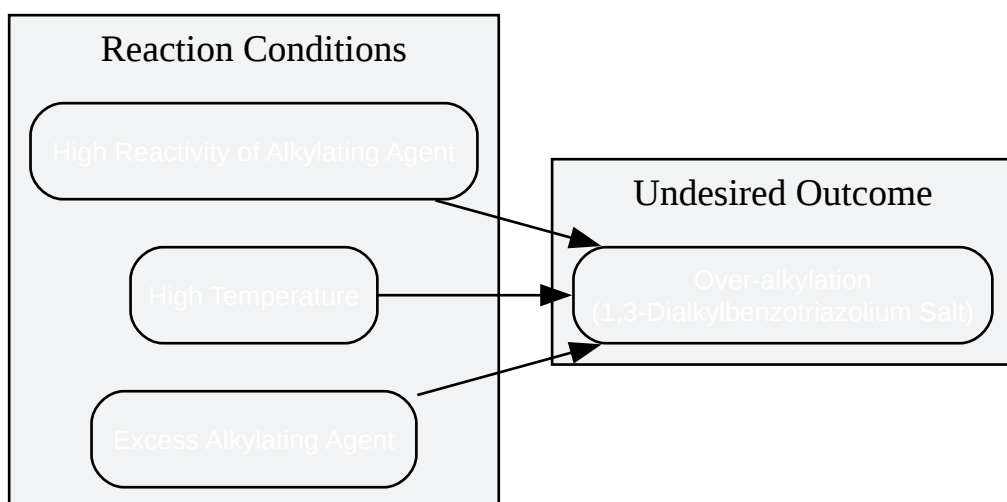 Reaction Conditions
High Reactivity of Alkylating Agent
High Temperature
Excess Alkylating Agent
Undesired Outcome
Over-alkylation
(1,3-Dialkylbenzotriazolium Salt)